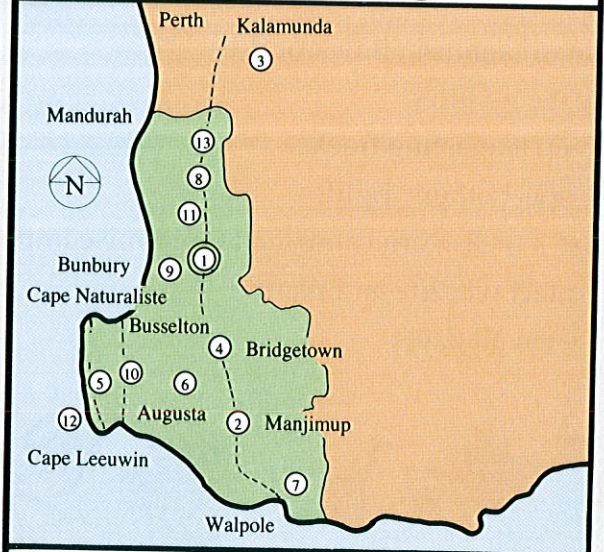 Perth
Kalamunda
3
Mandurah
13
8
N
11
1
Bunbury
9
Cape Naturaliste
Busselton
4
Bridgetown
5
10
6
Augusta
12
2
Manjimup
Cape Leeuwin
7
Walpole